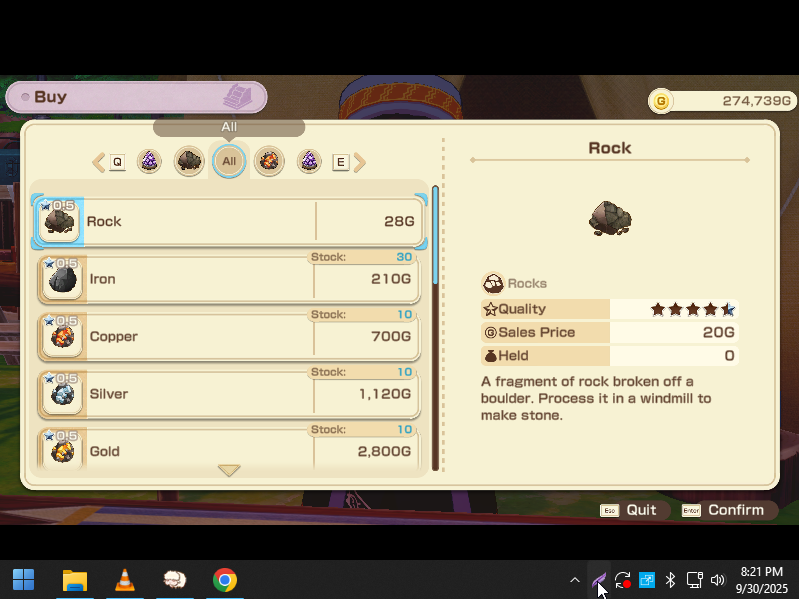 Buy
274,739G
All
Q
All
E
0.5
Rock
28G
Stock: 30
0.5
Iron
210G
Stock: 10
0.5
Copper
700G
Stock: 10
0.5
Silver
1,120G
Stock: 10
0.5
Gold
2,800G
Rock
Rocks
Quality
G Sales Price 20G
Held 0
A fragment of rock broken off a
boulder. Process it in a windmill to
make stone.
Esc Quit
Enter Confirm
8:21 PM
9/30/2025